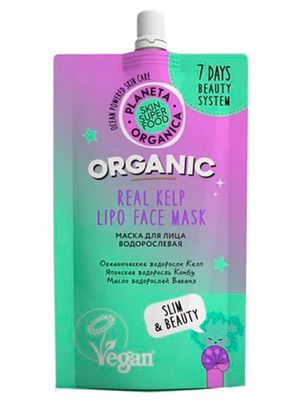 OCEAN POWERED SKIN CARE
PLANETA
ORGANICA
SKIN
SUPER
FOOD
7 DAYS
BEAUTY
SYSTEM
ORGANIC
REAL KELP
LIPO FACE MASK
МАСКА ДЛЯ ЛИЦА
ВОДОРОСЛЕВАЯ
Океанические водоросли Келп
Японская водоросль Комбу
Масло водорослей Вакамэ
SLIM
& BEAUTY
Vegan